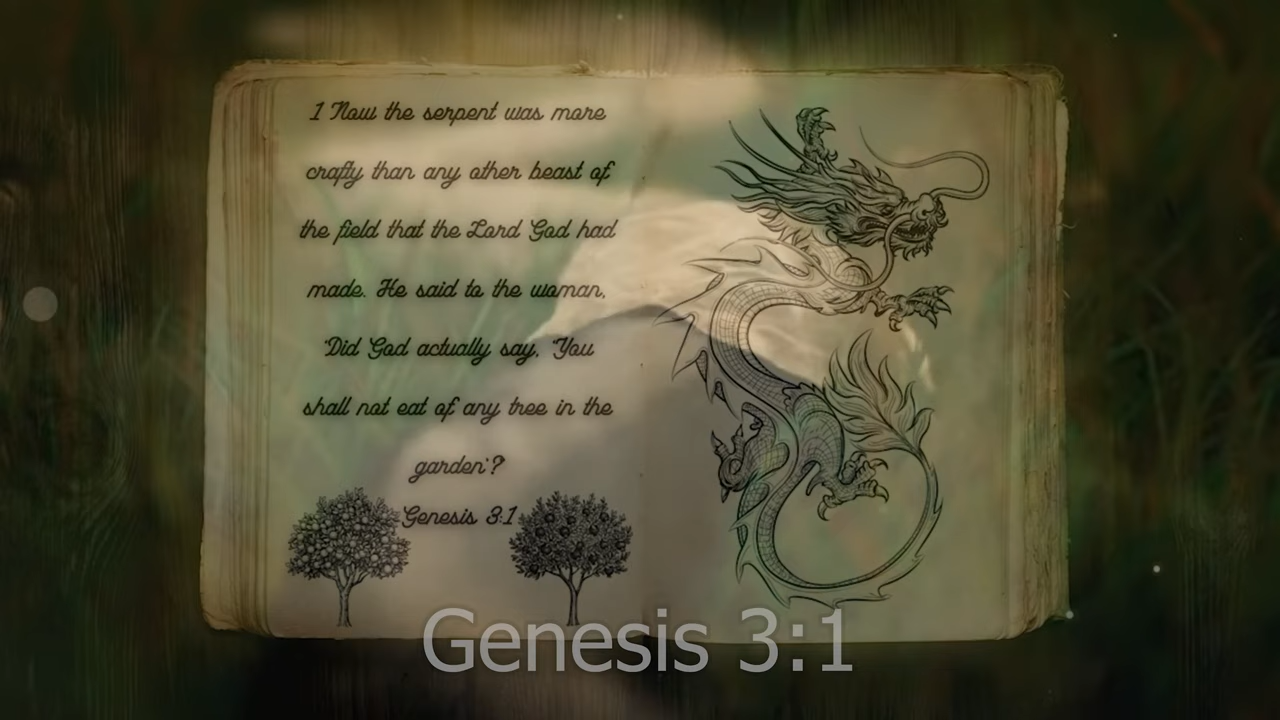 1 Now the serpent was more
crafty than any other beast of
the field that the Lord God had
made. He said to the woman,
'Did God actually say, 'You
shall not eat of any tree in the
garden'?
Genesis 3:1
Genesis 3:1